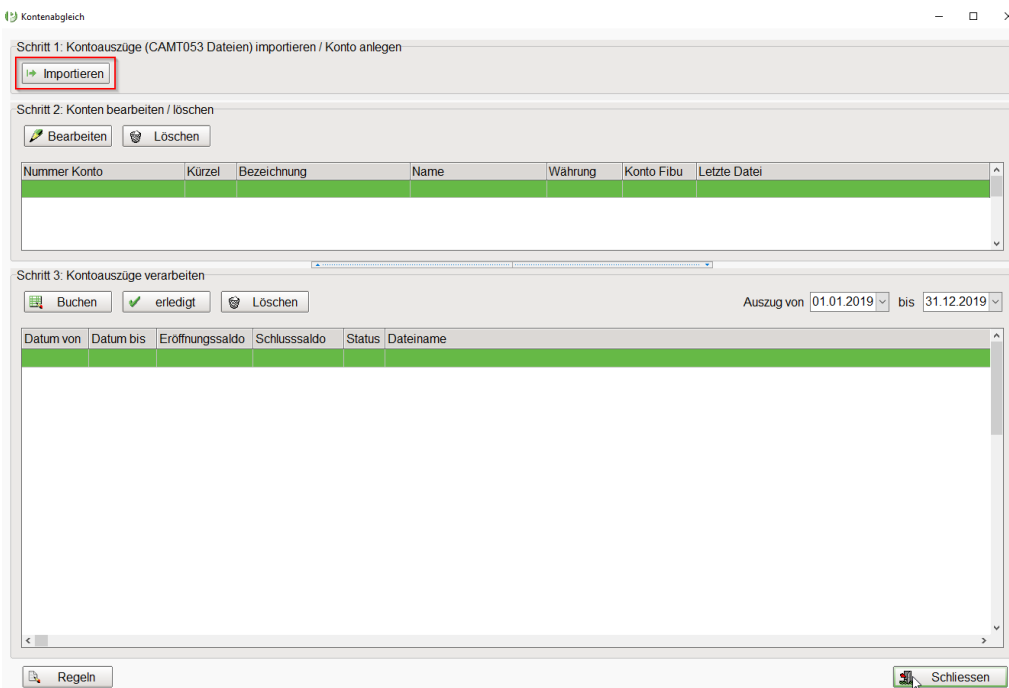 Kontenabgleich
Schritt 1: Kontoauszüge (CAMT053 Dateien) importieren / Konto anlegen
Importieren
Schritt 2: Konten bearbeiten / löschen
Bearbeiten Löschen
Nummer Konto Kürzel Bezeichnung Name Währung Konto Fibu Letzte Datei
Schritt 3: Kontoauszüge verarbeiten
Buchen erledigt Löschen Auszug von 01.01.2019 bis 31.12.2019
Datum von Datum bis Eröffnungssaldo Schlusssaldo Status Dateiname
Regeln Schliessen